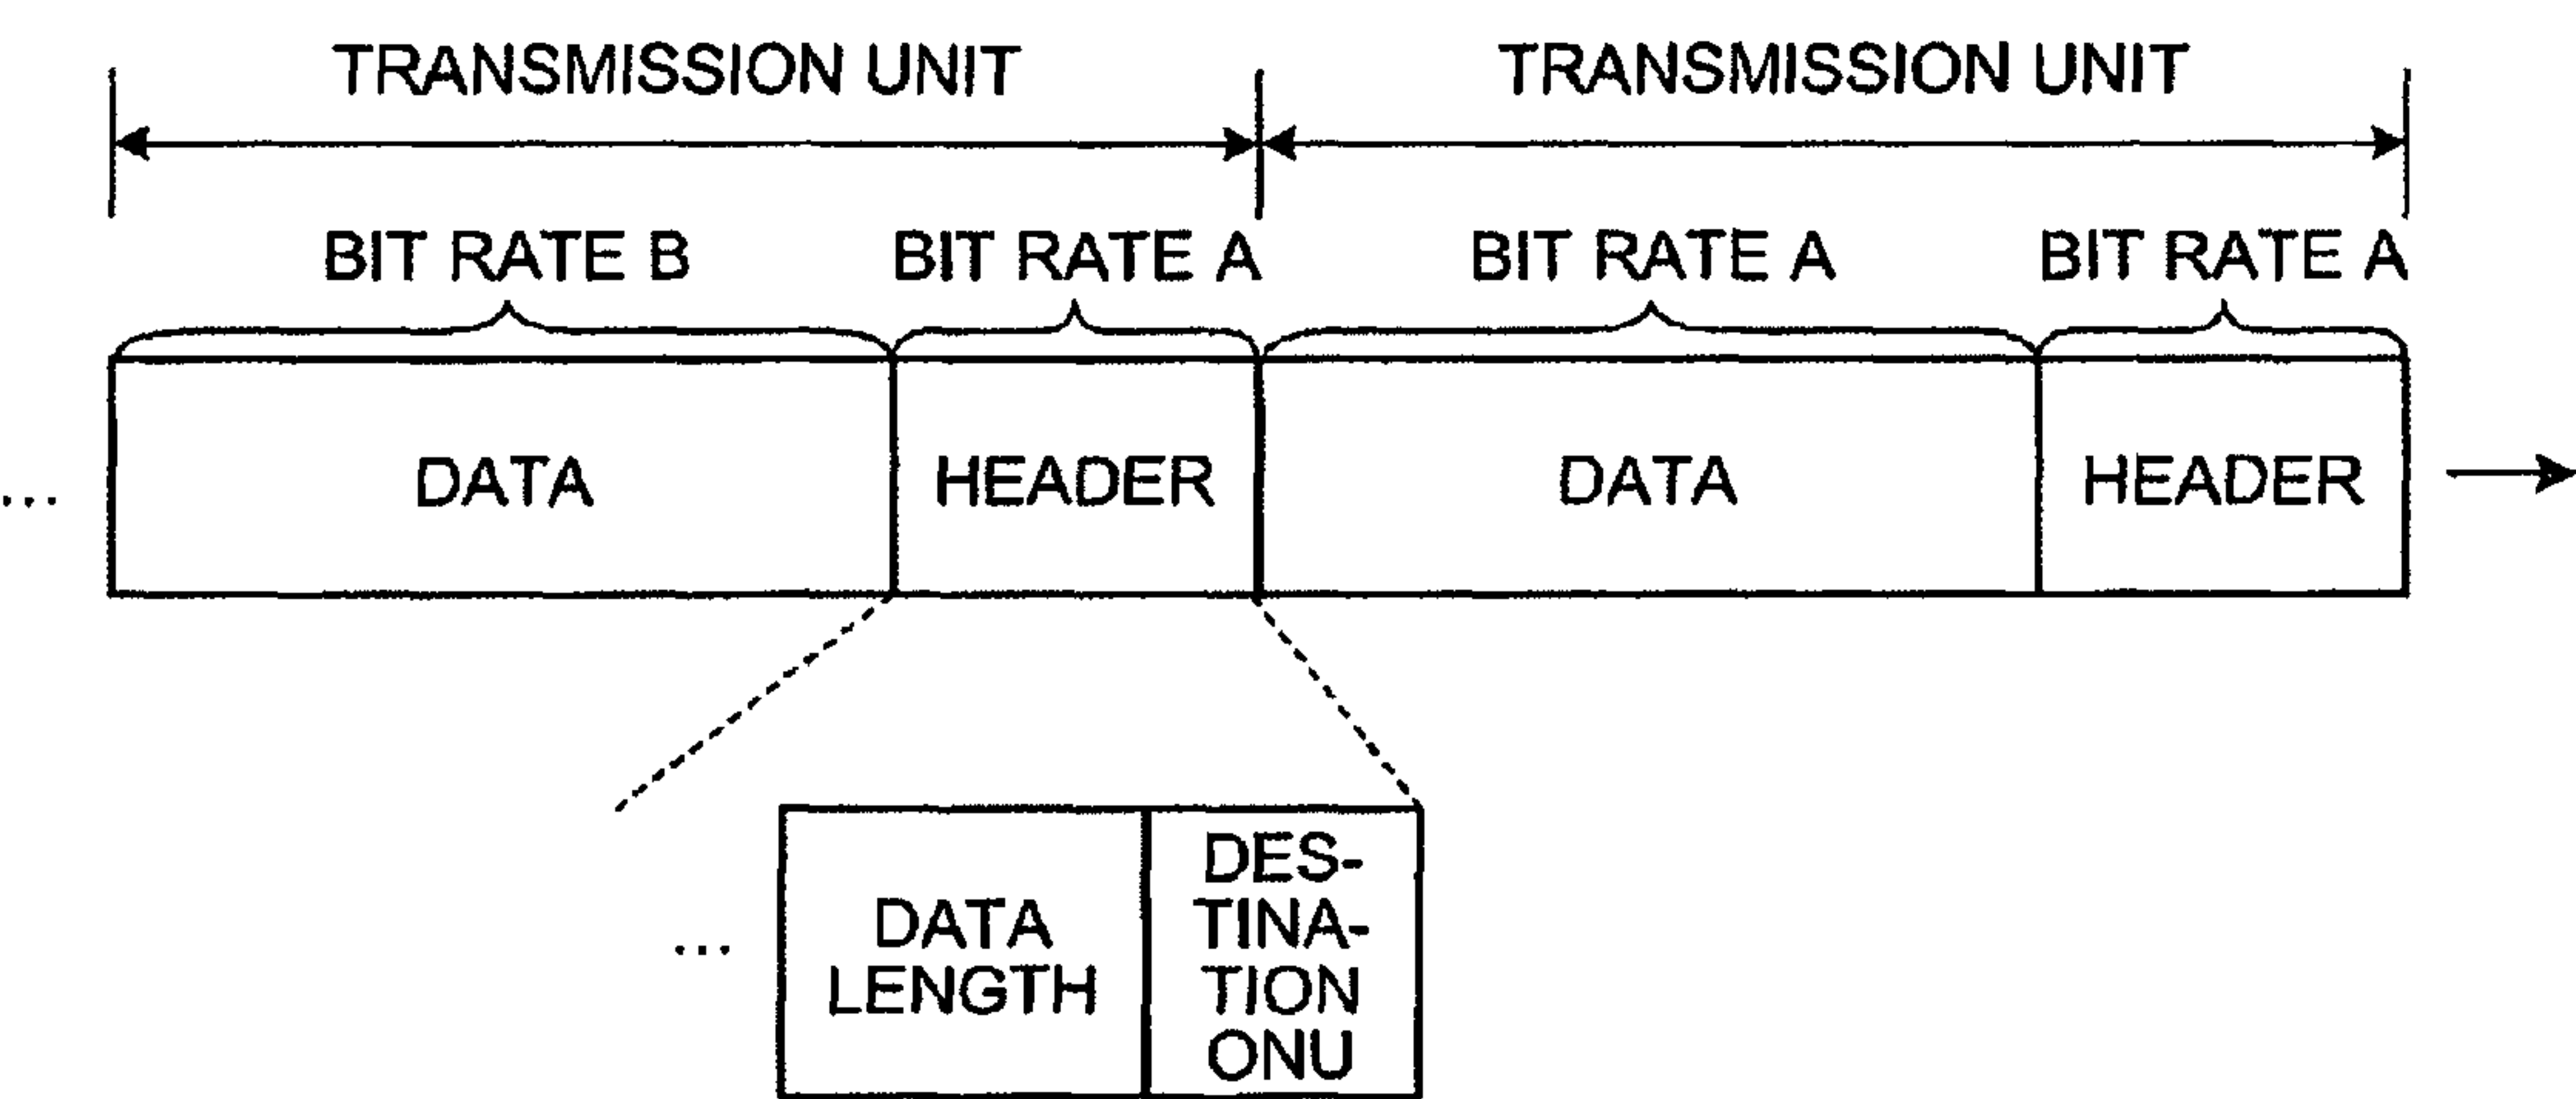 TRANSMISSION UNIT TRANSMISSION UNIT
BIT RATE B BIT RATE A BIT RATE A BIT RATE A
... DATA HEADER DATA HEADER
DES-
TINA-
TION
ONU
... DATA
LENGTH